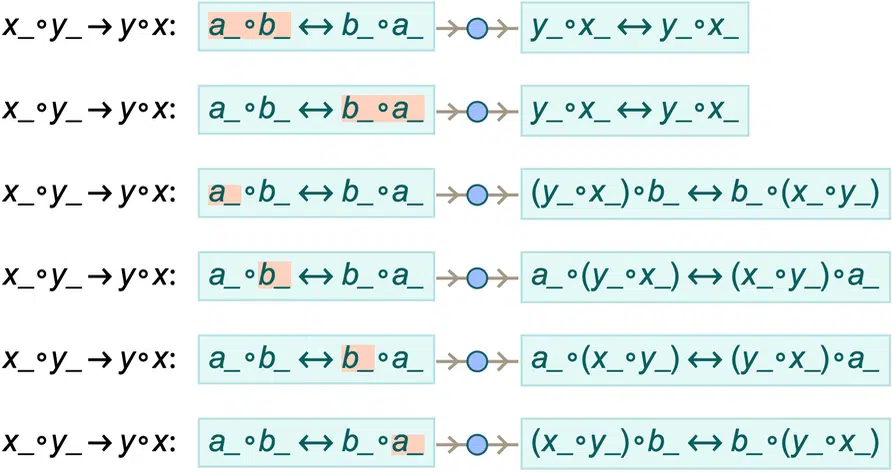 x_∘y_→y∘x: a_∘b_↔b_∘a_ y_∘x_↔y_∘x_
x_∘y_→y∘x: a_∘b_↔b_∘a_ y_∘x_↔y_∘x_
x_∘y_→y∘x: a_∘b_↔b_∘a_ (y_∘x_)∘b_↔b_∘(x_∘y_)
x_∘y_→y∘x: a_∘b_↔b_∘a_ a_∘(y_∘x_)↔(x_∘y_)∘a_
x_∘y_→y∘x: a_∘b_↔b_∘a_ a_∘(x_∘y_)↔(y_∘x_)∘a_
x_∘y_→y∘x: a_∘b_↔b_∘a_ (x_∘y_)∘b_↔b_∘(y_∘x_)